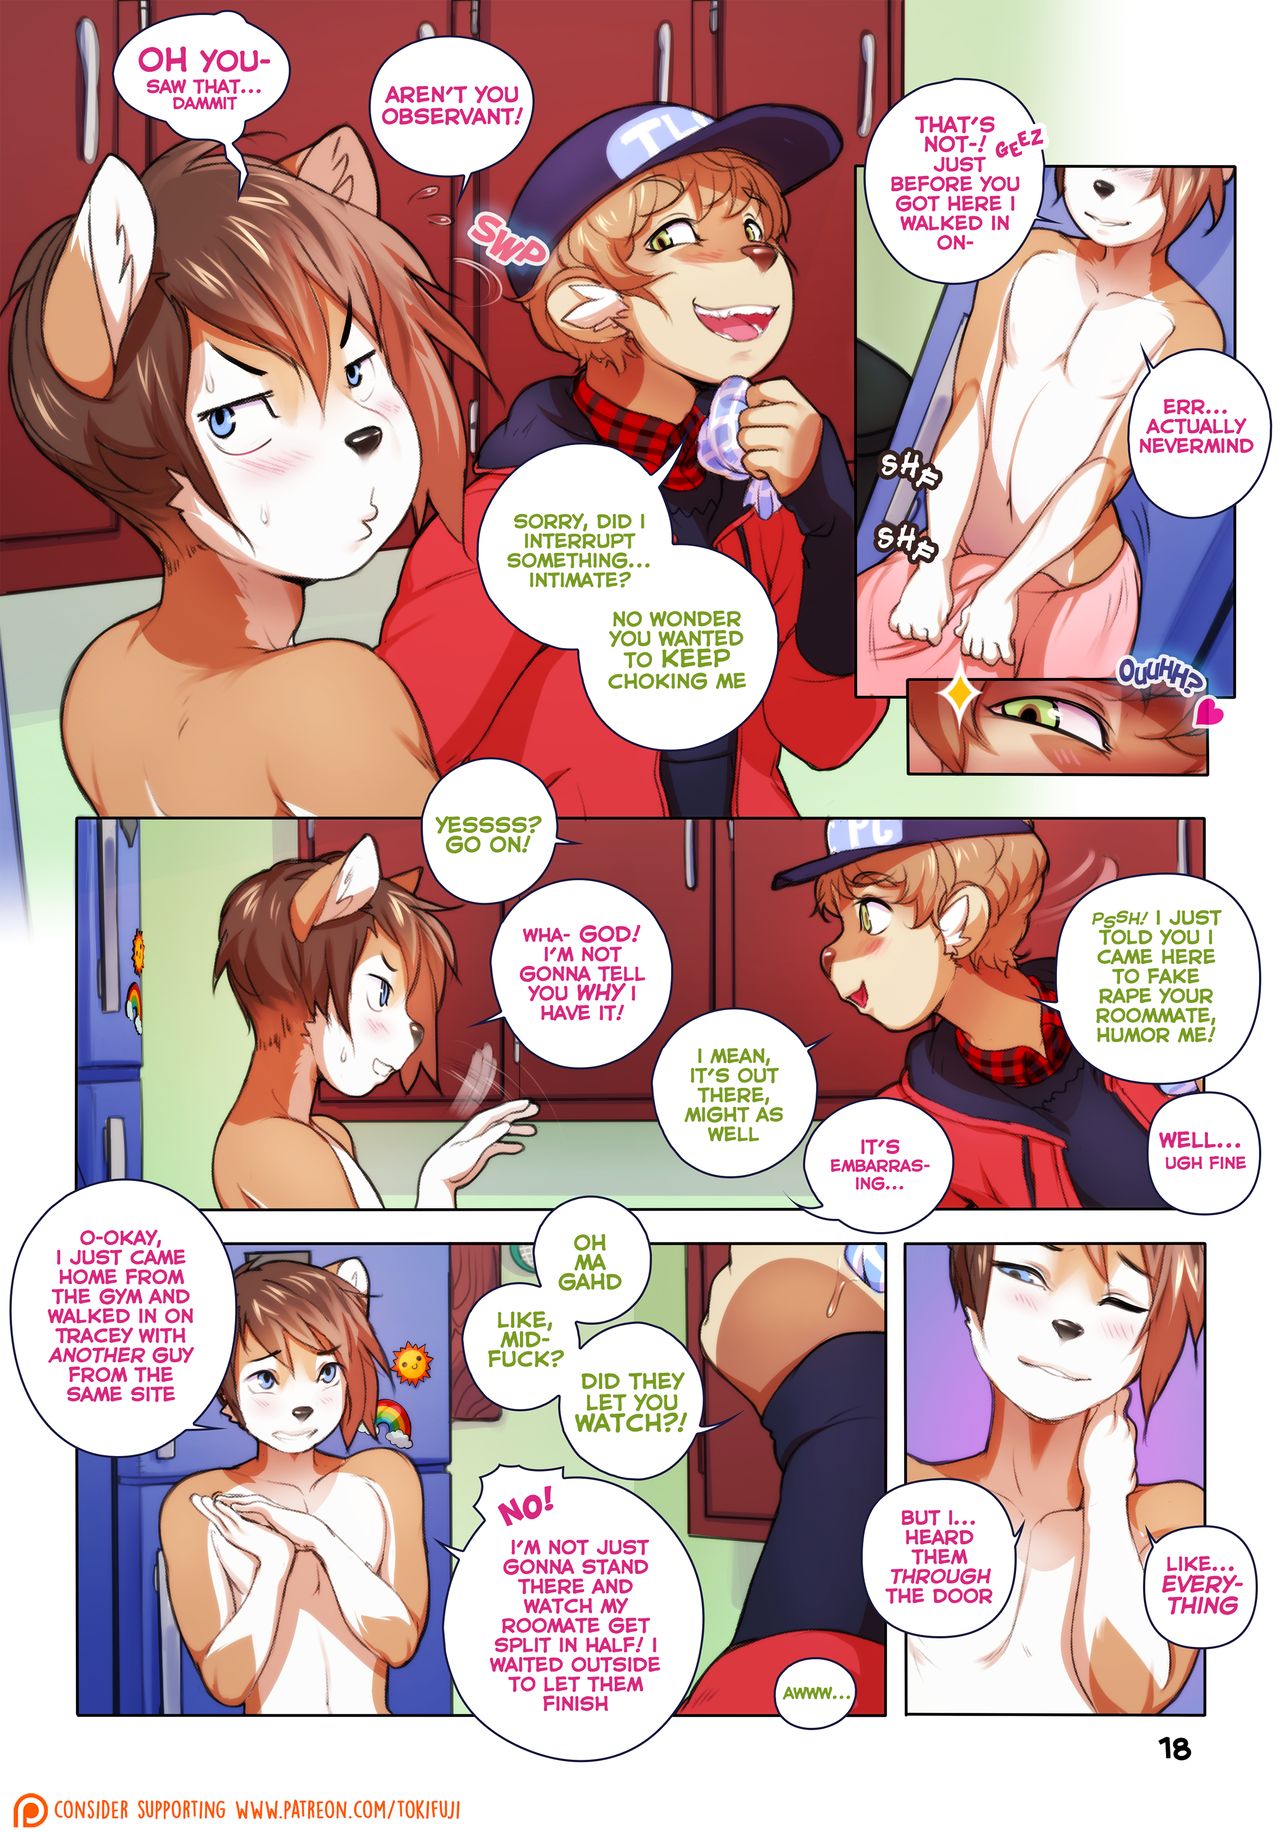 OH YOU-
SAW THAT...
DAMMIT
AREN'T YOU
OBSERVANT!
TL
SWP
SORRY, DID I
INTERRUPT
SOMETHING...
INTIMATE?
NO WONDER
YOU WANTED
TO KEEP
CHOKING ME
THAT'S
NOT-!
GEEZ
JUST
BEFORE YOU
GOT HERE I
WALKED IN
ON-
ERR...
ACTUALLY
NEVERMIND
SHF
SHF
OUUHH?
YESSSS?
GO ON!
WHA- GOD!
I'M NOT
GONNA TELL
YOU WHY I
HAVE IT!
PC
PSSH! I JUST
TOLD YOU I
CAME HERE
TO FAKE
RAPE YOUR
ROOMMATE,
HUMOR ME!
I MEAN,
IT'S OUT
THERE,
MIGHT AS
WELL
IT'S
EMBARRAS-
ING...
WELL...
UGH FINE
O-OKAY,
I JUST CAME
HOME FROM
THE GYM AND
WALKED IN ON
TRACEY WITH
ANOTHER GUY
FROM THE
SAME SITE
OH
MA
GAHD
LIKE,
MID-
FUCK?
DID THEY
LET YOU
WATCH?!
NO!
I'M NOT JUST
GONNA STAND
THERE AND
WATCH MY
ROOMATE GET
SPLIT IN HALF! I
WAITED OUTSIDE
TO LET THEM
FINISH
AWWW...
BUT I...
HEARD
THEM
THROUGH
THE DOOR
LIKE...
EVERY-
THING
18
CONSIDER SUPPORTING WWW.PATREON.COM/TOKIFUJI